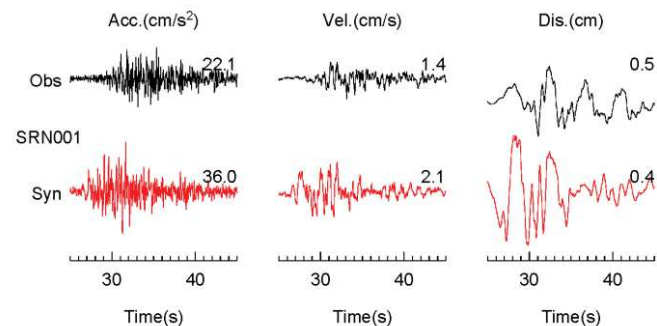 Acc.(cm/s²) Vel.(cm/s) Dis.(cm)
Obs 22.1 1.4 0.5
SRN001
Syn 36.0 2.1 0.4
30 40 30 40 30 40
Time(s) Time(s) Time(s)